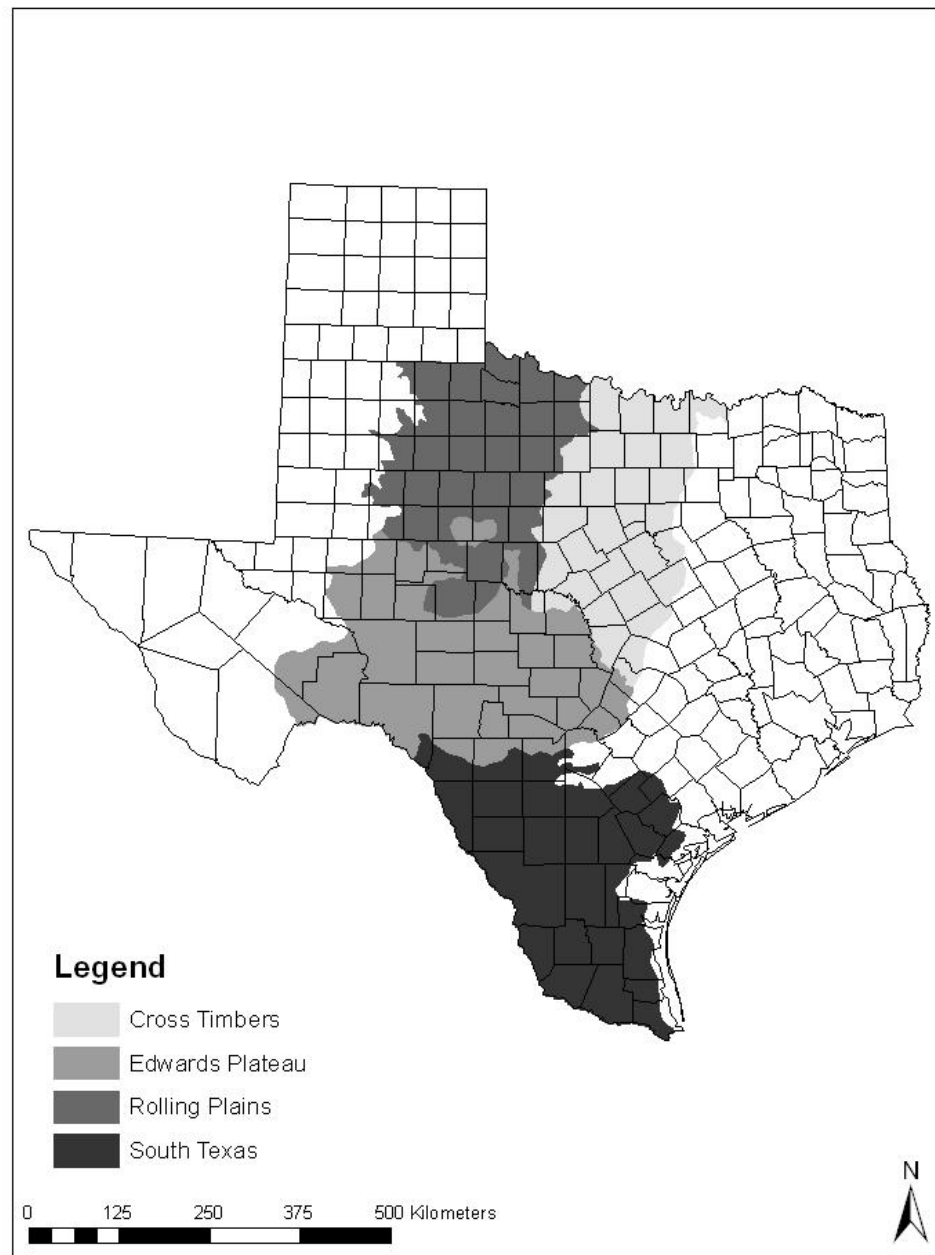 Legend
Cross Timbers
Edwards Plateau
Rolling Plains
South Texas
0 125 250 375 500 Kilometers
N